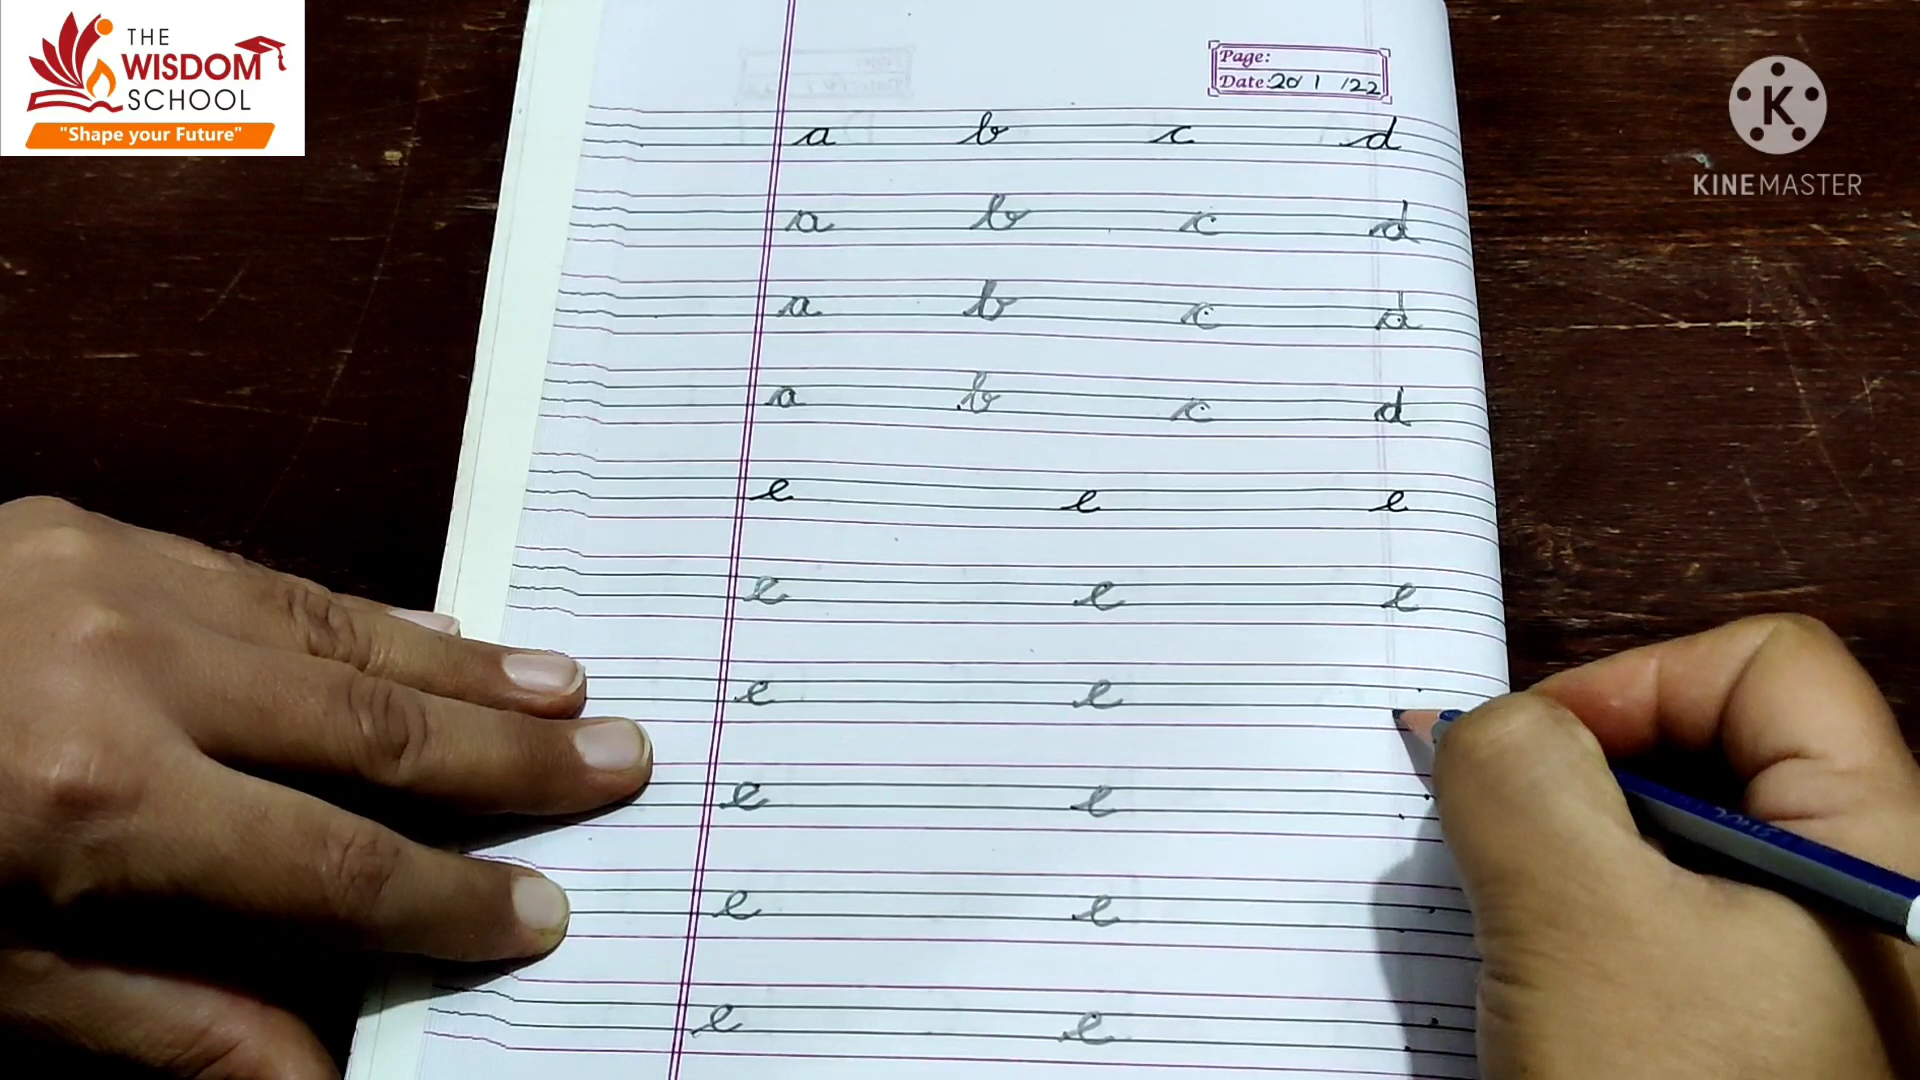 THE
WISDOM
SCHOOL
"Shape your Future"
Page:
Date: 20/1/22
K
KINEMASTER
a b c d
a b c d
a b c d
a b c d
e e e
e e e
e e
e e
e e
e e